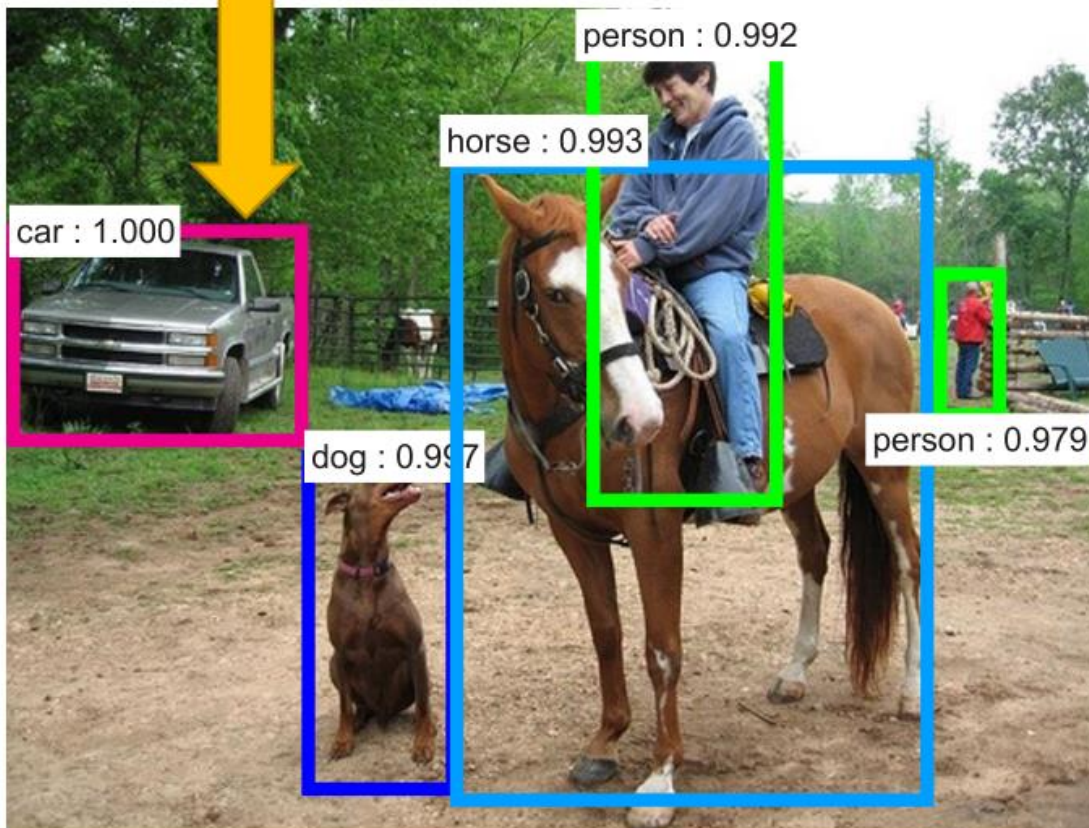 person : 0.992
horse : 0.993
car : 1.000
person : 0.979
dog : 0.997